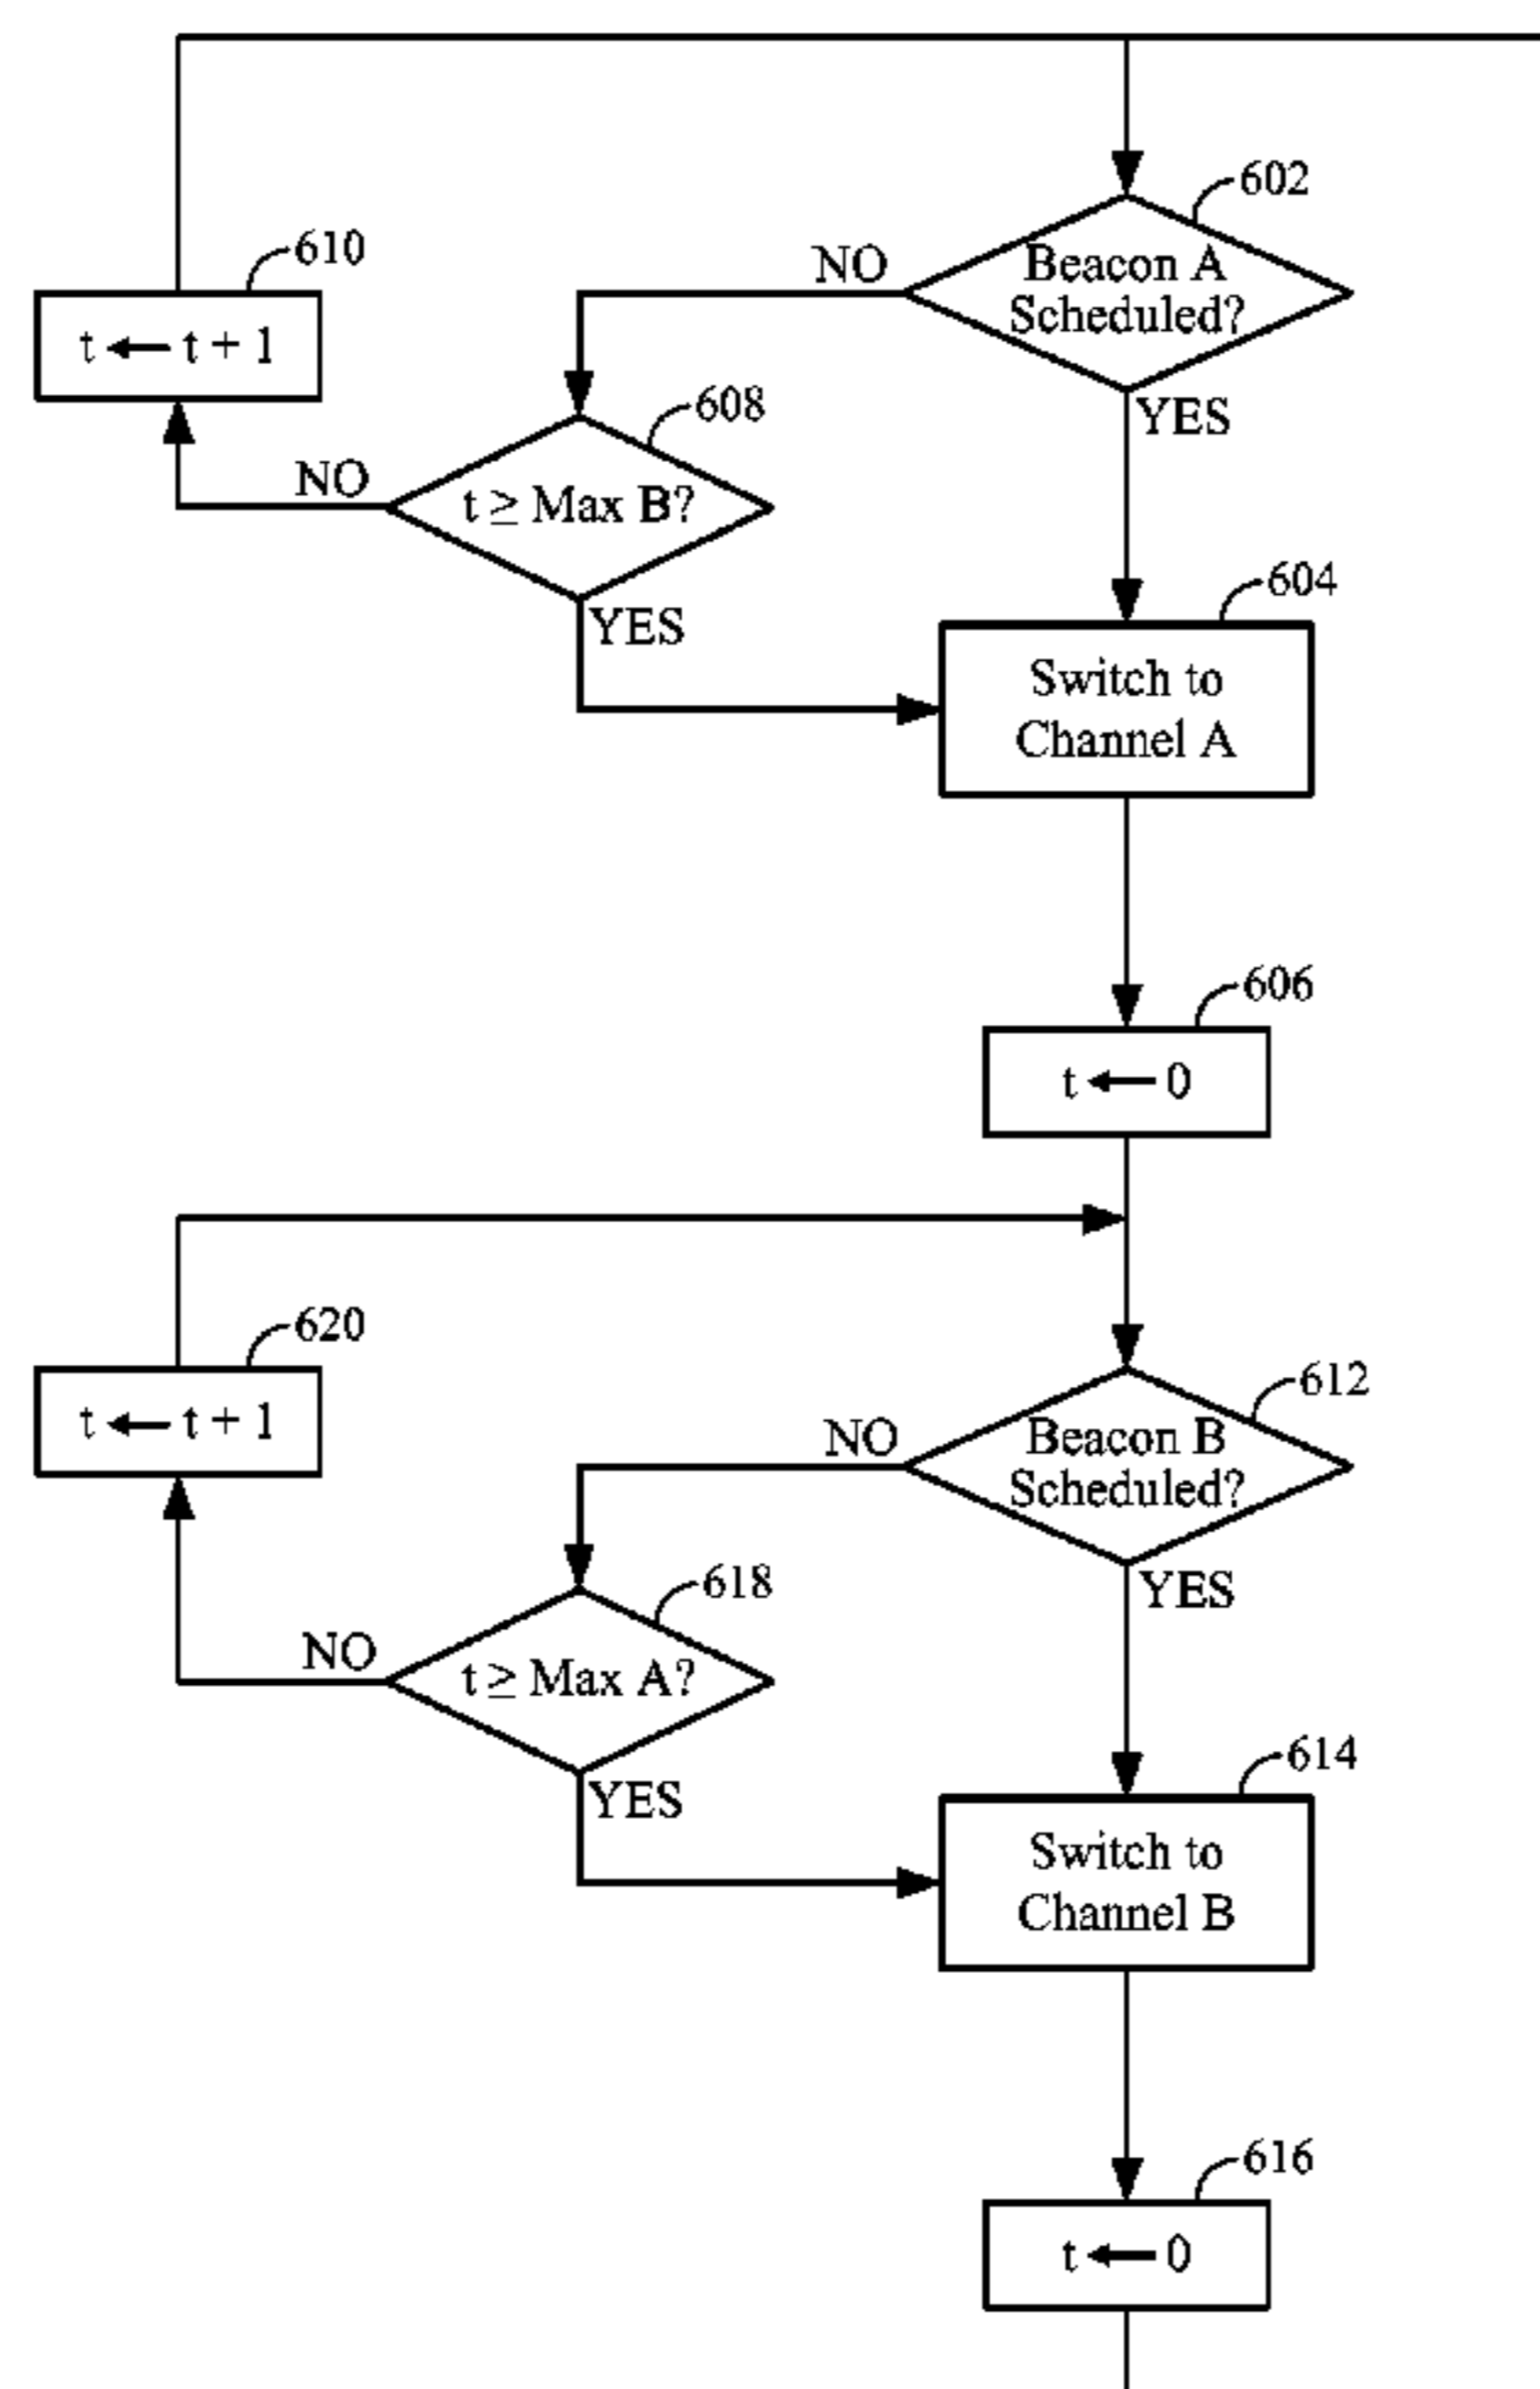 602
Beacon A
Scheduled?
NO
YES
610
t ← t + 1
608
t ≥ Max B?
NO
YES
604
Switch to
Channel A
606
t ← 0
620
t ← t + 1
612
Beacon B
Scheduled?
NO
YES
618
t ≥ Max A?
NO
YES
614
Switch to
Channel B
616
t ← 0